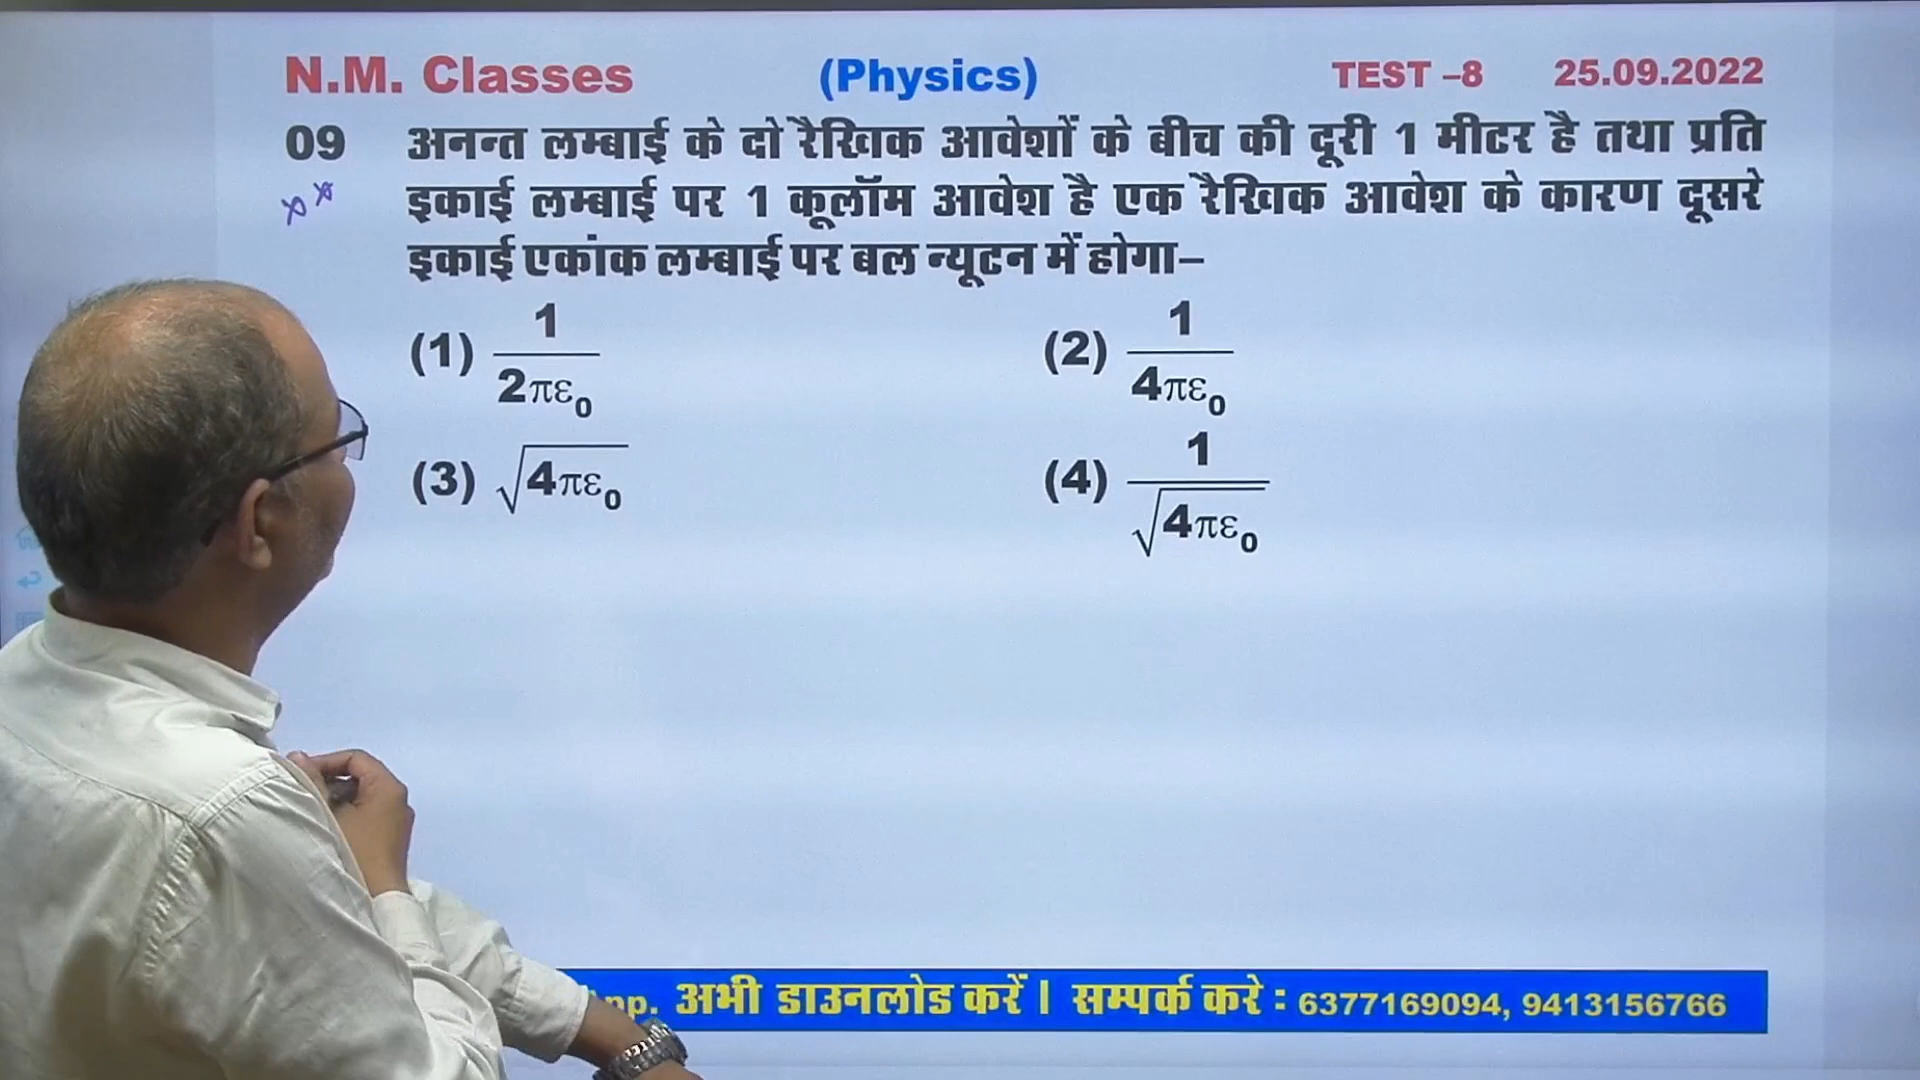 N.M. Classes (Physics) TEST –8 25.09.2022
09 अनन्त लम्बाई के दो रैखिक आवेशों के बीच की दूरी 1 मीटर है तथा प्रति
इकाई लम्बाई पर 1 कूलॉम आवेश है एक रैखिक आवेश के कारण दूसरे
इकाई एकांक लम्बाई पर बल न्यूटन में होगा–
(1) 1/2πε₀ (2) 1/4πε₀
(3) √4πε₀ (4) 1/√4πε₀
अभी डाउनलोड करें । सम्पर्क करे : 6377169094, 9413156766